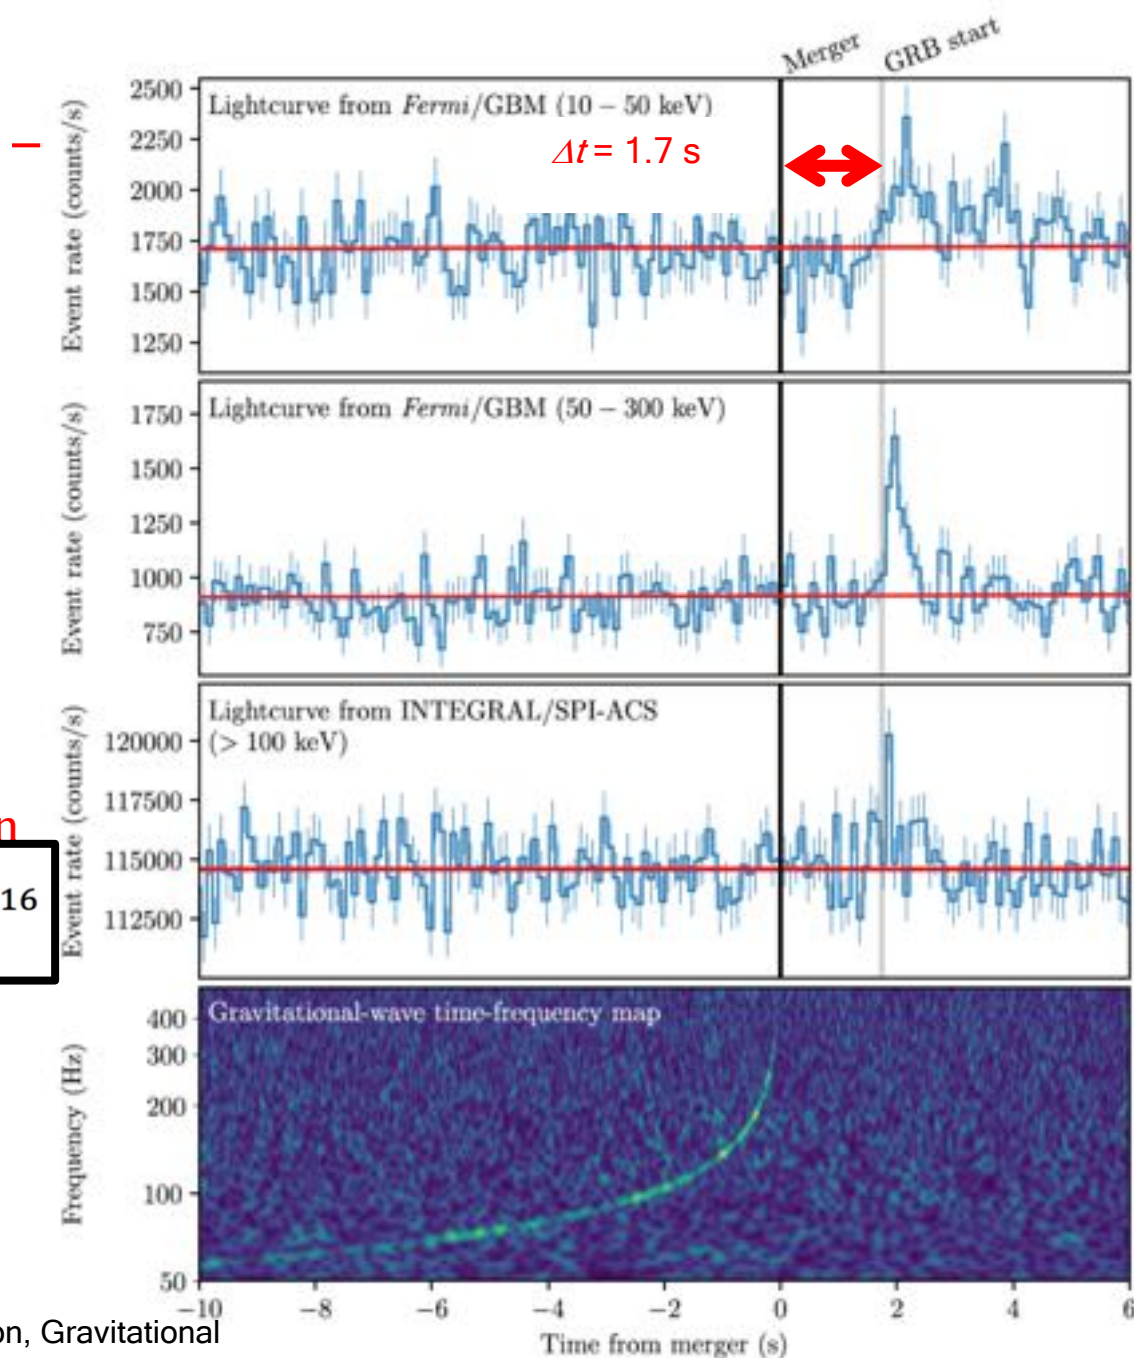 Merger GRB start
Lightcurve from Fermi/GBM (10 – 50 keV)
Δt = 1.7 s
–
Event rate (counts/s)
2500
2250
2000
1750
1500
1250
Lightcurve from Fermi/GBM (50 – 300 keV)
Event rate (counts/s)
1750
1500
1250
1000
750
Lightcurve from INTEGRAL/SPI-ACS
(> 100 keV)
Event rate (counts/s)
120000
117500
115000
112500
n
16
Gravitational-wave time-frequency map
Frequency (Hz)
400
300
200
100
50
−10 −8 −6 −4 −2 0 2 4 6
Time from merger (s)
on, Gravitational